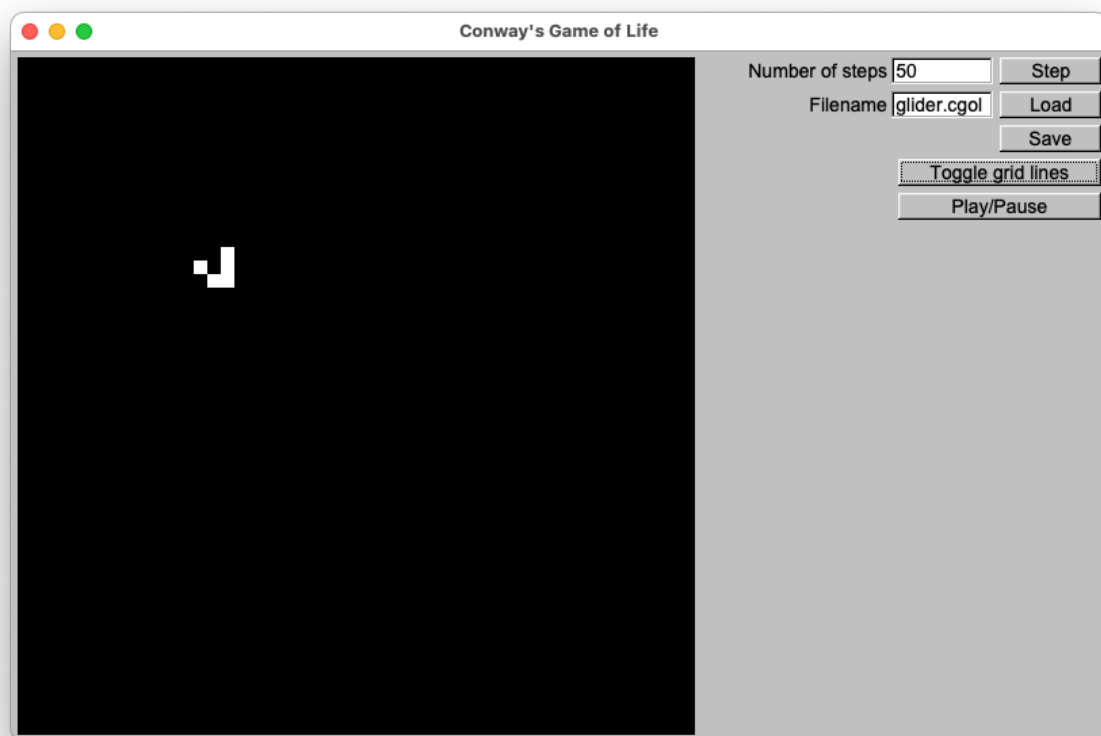 Conway's Game of Life
Number of steps 50 Step
Filename glider.cgol Load
Save
Toggle grid lines
Play/Pause